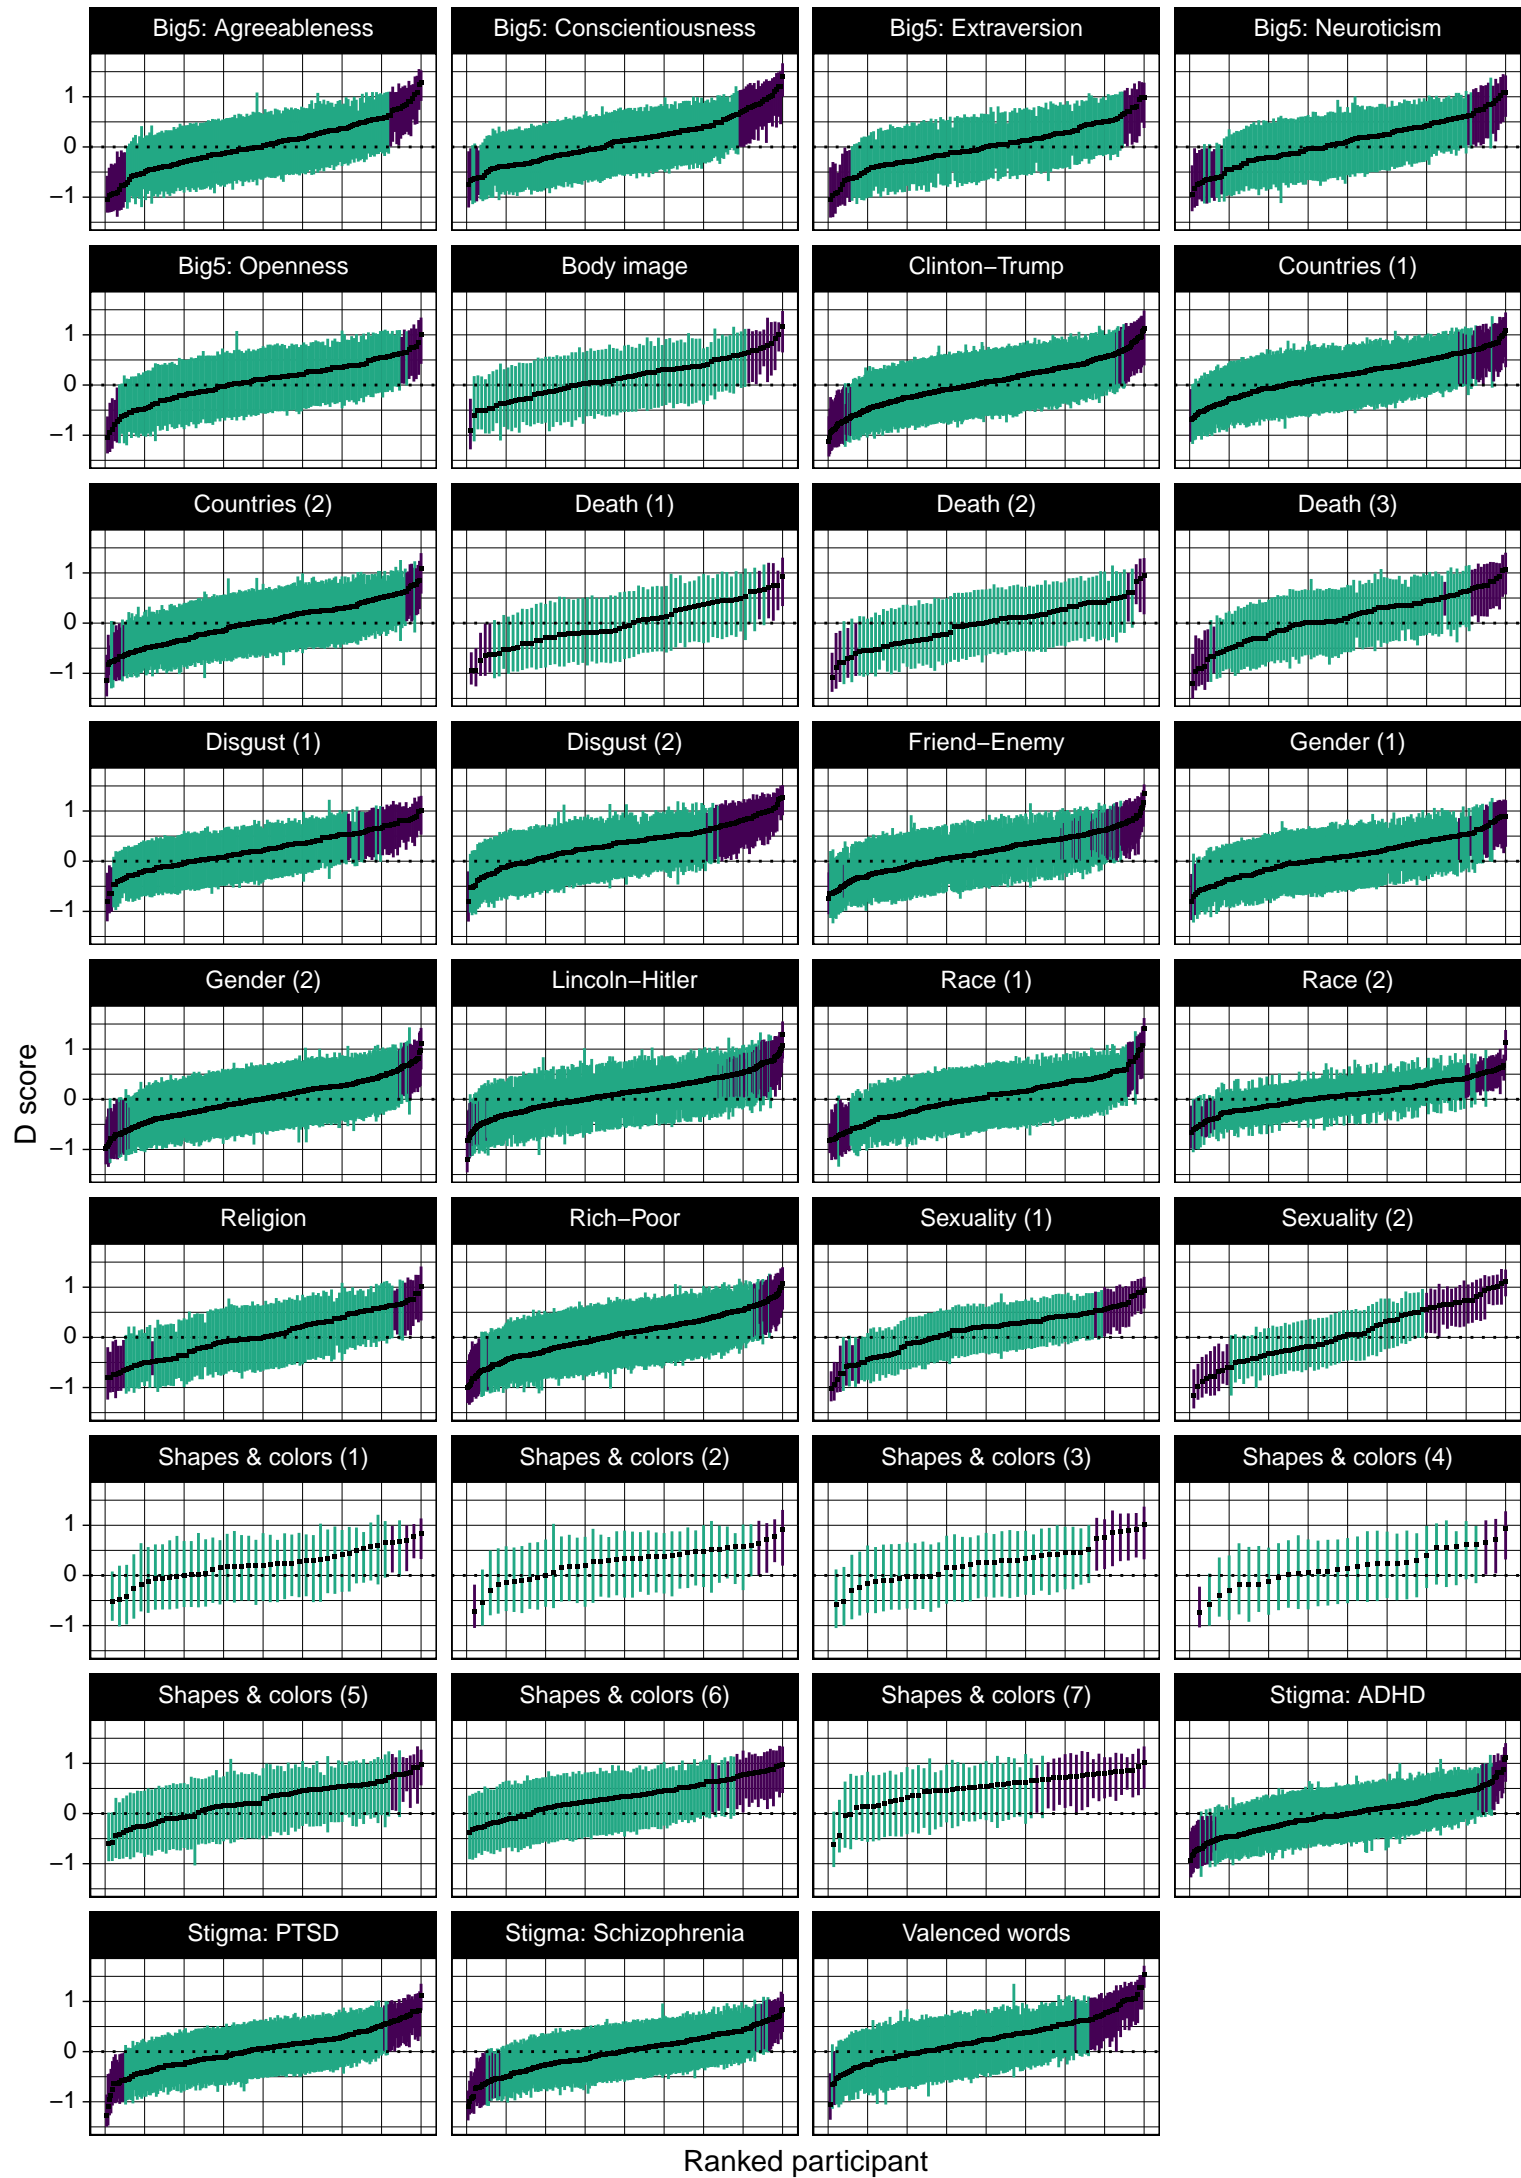 Big5: Agreeableness
Big5: Conscientiousness
Big5: Extraversion
Big5: Neuroticism
1
0
−1
Big5: Openness
Body image
Clinton−Trump
Countries (1)
1
0
−1
Countries (2)
Death (1)
Death (2)
Death (3)
1
0
−1
Disgust (1)
Disgust (2)
Friend−Enemy
Gender (1)
1
0
−1
Gender (2)
Lincoln−Hitler
Race (1)
Race (2)
1
0
−1
D score
Religion
Rich−Poor
Sexuality (1)
Sexuality (2)
1
0
−1
Shapes & colors (1)
Shapes & colors (2)
Shapes & colors (3)
Shapes & colors (4)
1
0
−1
Shapes & colors (5)
Shapes & colors (6)
Shapes & colors (7)
Stigma: ADHD
1
0
−1
Stigma: PTSD
Stigma: Schizophrenia
Valenced words
1
0
−1
Ranked participant